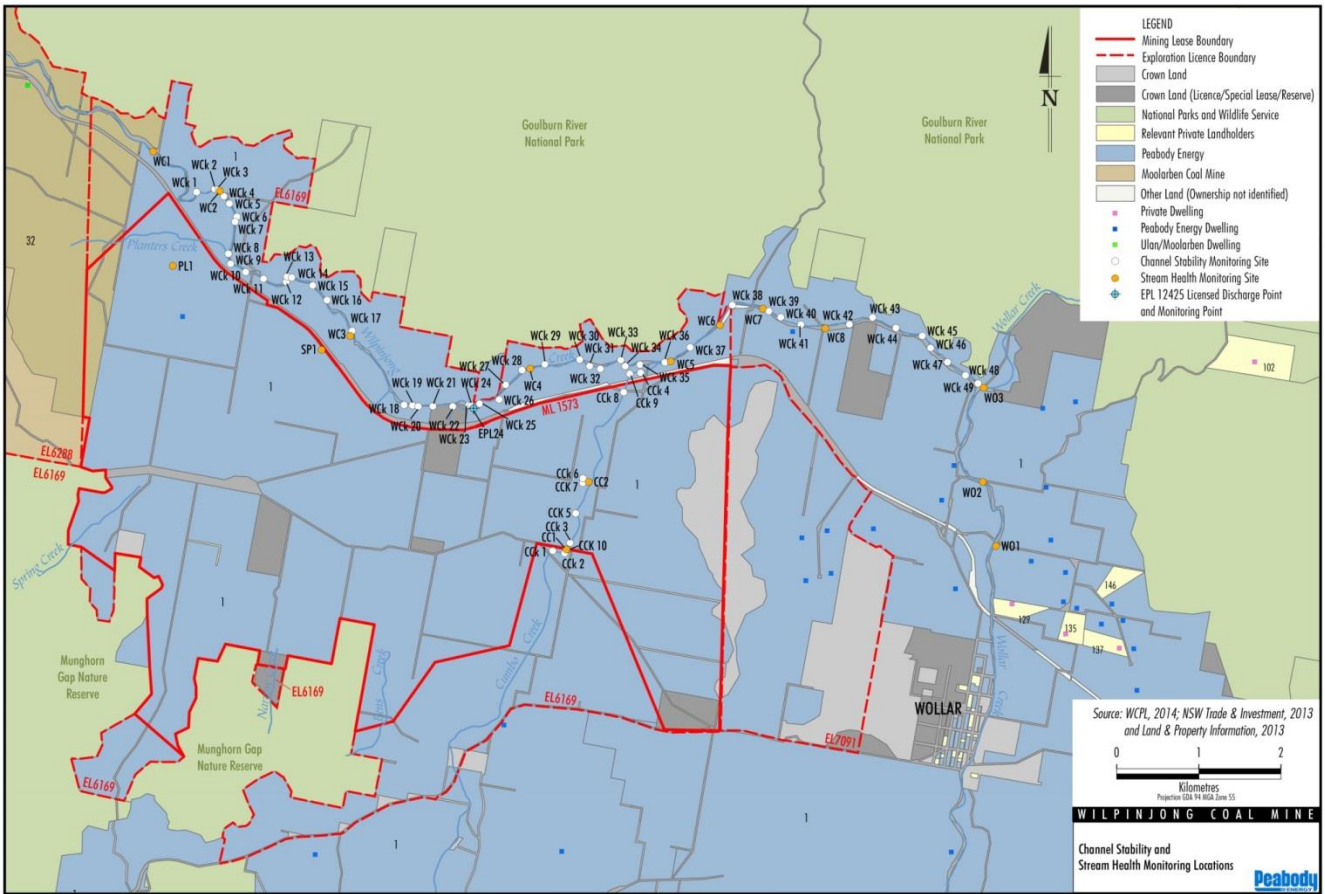 LEGEND
Mining Lease Boundary
Exploration Licence Boundary
Crown Land
Crown Land (Licence/Special Lease/Reserve)
National Parks and Wildlife Service
Relevant Private Landholders
Peabody Energy
Moolarben Coal Mine
Other Land (Ownership not identified)
Private Dwelling
Peabody Energy Dwelling
Ulan/Moolarben Dwelling
Channel Stability Monitoring Site
Stream Health Monitoring Site
EPL 12425 Licensed Discharge Point
and Monitoring Point
N
Goulburn River
National Park
Goulburn River
National Park
WC1
1
WCk 1
WCk 2
WCk 3
WC2
WCk 4
WCk 5
WCk 6
WCk 7
EL6169
32
Planters Creek
PL1
WCk 8
WCk 9
WCk 10
WCk 11
WCk 12
WCk 13
WCk 14
WCk 15
WCk 16
WCk 17
WC3
SP1
Wilpinjong
Creek
WCk 18
WCk 19
WCk 20
WCk 21
WCk 22
WCk 23
WCk 24
EPL24
WCk 25
WCk 26
WCk 27
WCk 28
WC4
WCk 29
WCk 30
WCk 31
WCk 32
WCk 33
WCk 34
WCk 35
WCk 36
WC5
WCk 37
WC6
WCk 38
WC7
WCk 39
WCk 40
WCk 41
WC8
WCk 42
WCk 43
WCk 44
WCk 45
WCk 46
WCk 47
WCk 48
WCk 49
WO3
Wollar Creek
102
ML 1573
CCk 8
CCk 9
CCk 4
CCk 6
CCK 7
CC2
1
CCK 5
CCk 3
CC1
CCk 1
CCK 10
CCk 2
WO2
1
WO1
146
129
135
137
EL6288
EL6169
1
Spring Creek
1
Munghorn
Gap Nature
Reserve
EL6169
Munghorn Gap
Nature Reserve
EL6169
Creek
Cumbo Creek
EL6169
EL7091
WOLLAR
Wollar
Creek
1
1
Source: WCPL, 2014; NSW Trade & Investment, 2013
and Land & Property Information, 2013
0 1 2
Kilometres
Projection GDA 94 MGA Zone 55
WILPINJONG COAL MINE
Channel Stability and
Stream Health Monitoring Locations
Peabody
ENERGY